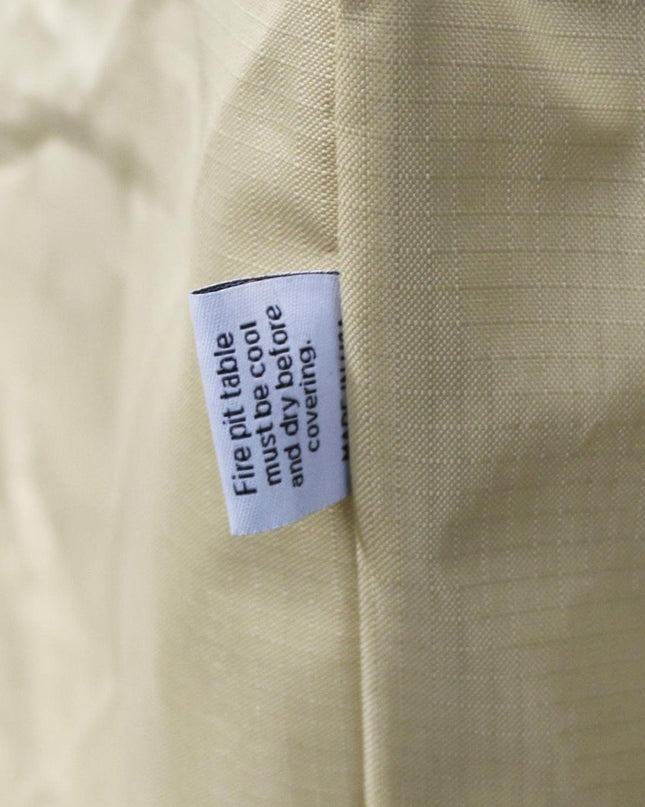 Fire pit table
must be cool
and dry before
covering.